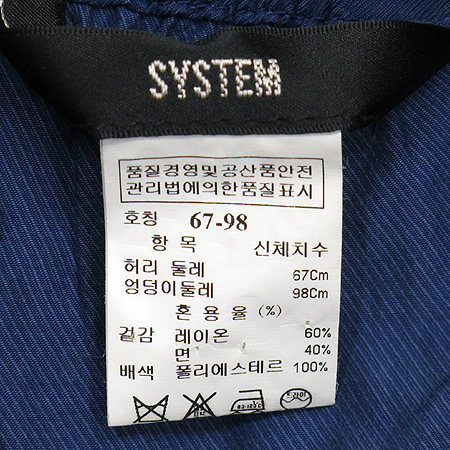 SYSTEM
품질경영및공산품안전
관리법에의한품질표시
호칭 67-98
항 목 신체치수
허리 둘레 67Cm
엉덩이둘레 98Cm
혼 용 율 (%)
겉감 레이온 60%
면 40%
배색 폴리에스테르 100%
드라이